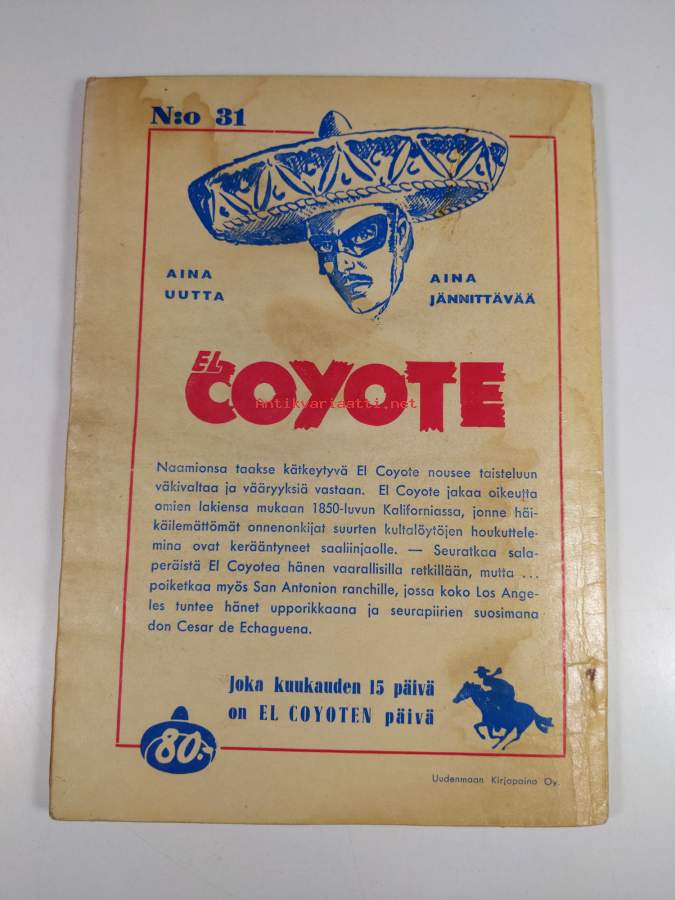 N:o 31
AINA
UUTTA
AINA
JÄNNITTÄVÄÄ
EL
COYOTE
Antikvariaatti.net
Naamionsa taakse kätkeytyvä El Coyote nousee taisteluun
väkivaltaa ja vääryyksiä vastaan. El Coyote jakaa oikeutta
omien lakiensa mukaan 1850-luvun Kaliforniassa, jonne häi-
käilemättömät onnenonkijat suurten kultalöytöjen houkuttele-
mina ovat kerääntyneet saaliinjaolle. — Seuratkaa sala-
peräistä El Coyotea hänen vaarallisilla retkillään, mutta ...
poiketkaa myös San Antonion ranchille, jossa koko Los Ange-
les tuntee hänet upporikkaana ja seurapiirien suosimana
don Cesar de Echaguena.
Joka kuukauden 15 päivä
on EL COYOTEN päivä
80:-
Uudenmaan Kirjapaino Oy.